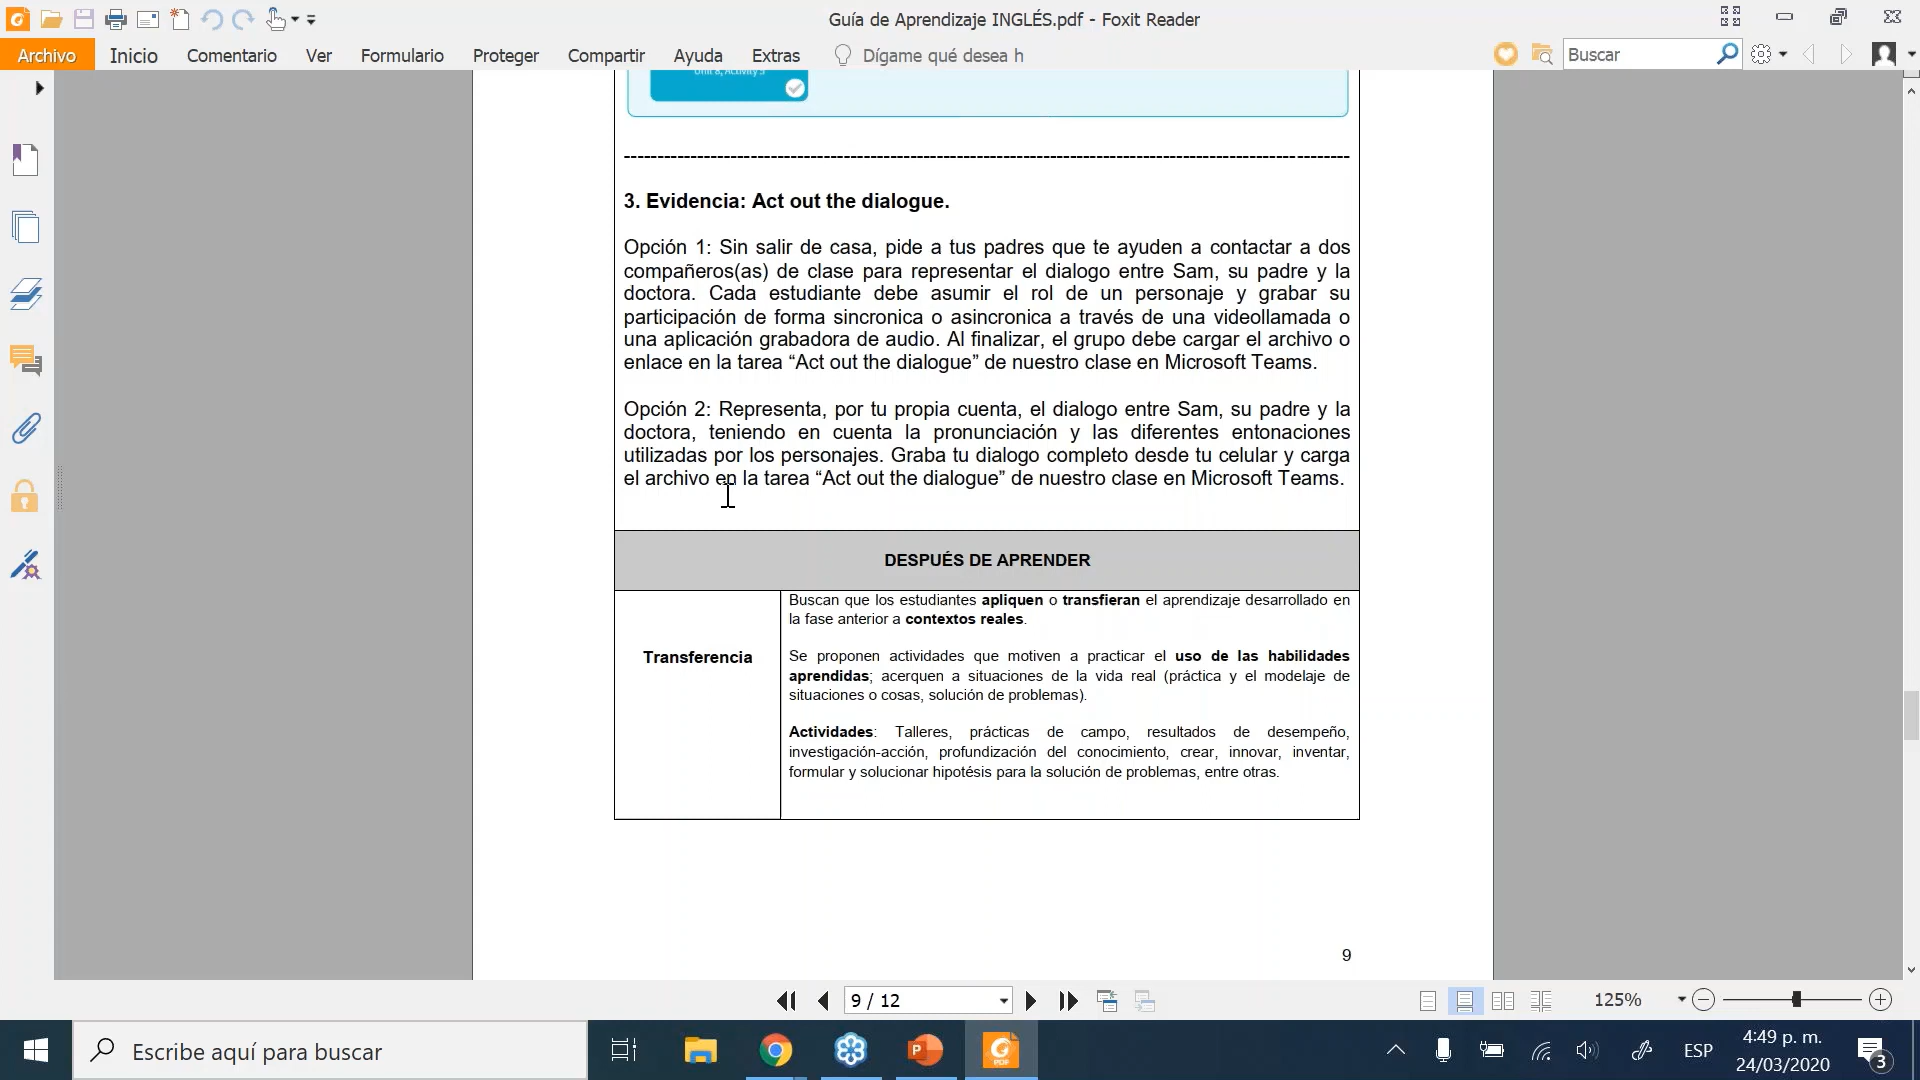 Guía de Aprendizaje INGLÉS.pdf - Foxit Reader
Archivo Inicio Comentario Ver Formulario Proteger Compartir Ayuda Extras Dígame qué desea h Buscar
Unit 8, Activity 5
3. Evidencia: Act out the dialogue.
Opción 1: Sin salir de casa, pide a tus padres que te ayuden a contactar a dos
compañeros(as) de clase para representar el dialogo entre Sam, su padre y la
doctora. Cada estudiante debe asumir el rol de un personaje y grabar su
participación de forma sincronica o asincronica a través de una videollamada o
una aplicación grabadora de audio. Al finalizar, el grupo debe cargar el archivo o
enlace en la tarea “Act out the dialogue” de nuestro clase en Microsoft Teams.
Opción 2: Representa, por tu propia cuenta, el dialogo entre Sam, su padre y la
doctora, teniendo en cuenta la pronunciación y las diferentes entonaciones
utilizadas por los personajes. Graba tu dialogo completo desde tu celular y carga
el archivo en la tarea “Act out the dialogue” de nuestro clase en Microsoft Teams.
DESPUÉS DE APRENDER
Transferencia
Buscan que los estudiantes apliquen o transfieran el aprendizaje desarrollado en
la fase anterior a contextos reales.
Se proponen actividades que motiven a practicar el uso de las habilidades
aprendidas; acerquen a situaciones de la vida real (práctica y el modelaje de
situaciones o cosas, solución de problemas).
Actividades: Talleres, prácticas de campo, resultados de desempeño,
investigación-acción, profundización del conocimiento, crear, innovar, inventar,
formular y solucionar hipotésis para la solución de problemas, entre otras.
9
9 / 12
125%
Escribe aquí para buscar
ESP
4:49 p. m.
24/03/2020
3